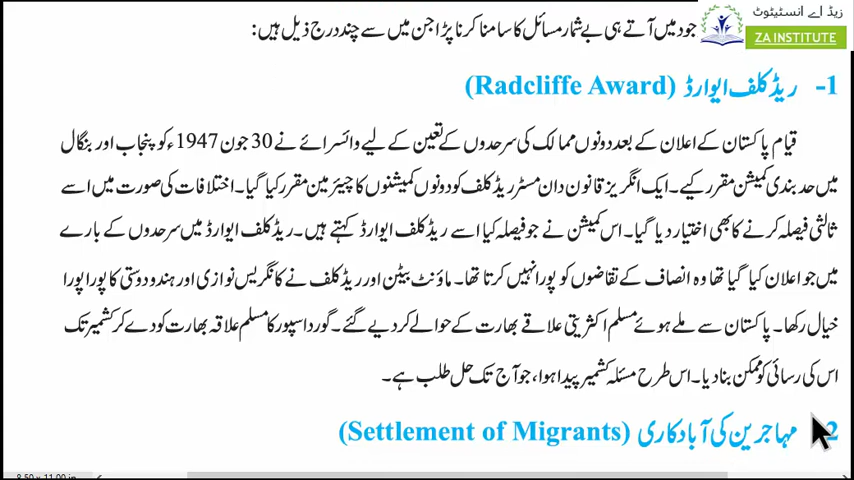 زیڈ اے انسٹیٹوٹ
ZA INSTITUTE
جود میں آتے ہی بے شمار مسائل کا سامنا کرنا پڑا جن میں سے چند درج ذیل ہیں:
1- ریڈ کلف ایوارڈ (Radcliffe Award)
قیام پاکستان کے اعلان کے بعد دونوں ممالک کی سرحدوں کے تعین کے لیے وائسرائے نے 30 جون 1947ء کو پنجاب اور بنگال
میں حد بندی کمیشن مقرر کیے۔ ایک انگریز قانون دان مسٹر ریڈ کلف کو دونوں کمیشنوں کا چیئرمین مقرر کیا گیا۔ اختلافات کی صورت میں اسے
ثالثی فیصلہ کرنے کا بھی اختیار دیا گیا۔ اس کمیشن نے جو فیصلہ کیا اسے ریڈ کلف ایوارڈ کہتے ہیں۔ ریڈ کلف ایوارڈ میں سرحدوں کے بارے
میں جو اعلان کیا گیا تھا وہ انصاف کے تقاضوں کو پورا نہیں کرتا تھا۔ ماؤنٹ بیٹن اور ریڈ کلف نے کانگریس نوازی اور ہندو دوستی کا پورا پورا
خیال رکھا۔ پاکستان سے ملے ہوئے مسلم اکثریتی علاقے بھارت کے حوالے کر دیے گئے۔ گورداسپور کا مسلم علاقہ بھارت کو دے کر کشمیر تک
اس کی رسائی کو ممکن بنا دیا۔ اس طرح مسئلہ کشمیر پیدا ہوا، جو آج تک حل طلب ہے۔
2 مہاجرین کی آبادکاری (Settlement of Migrants)
8.50 x 11.00 in